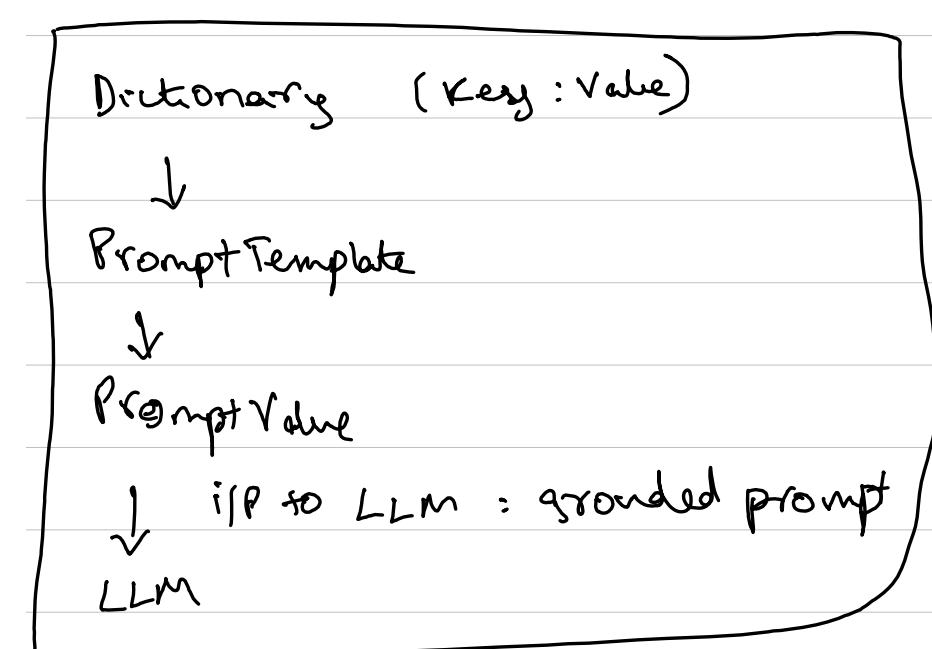 Dictionary (Key : Value)
↓
PromptTemplate
↓
PromptValue
↓ i/p to LLM : grounded prompt
LLM